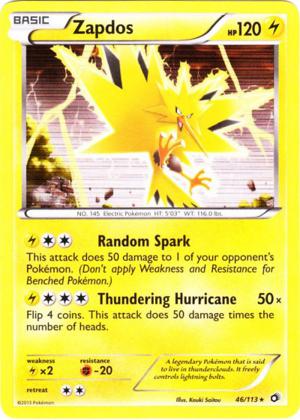 BASIC
Zapdos HP120
NO. 145 Electric Pokémon HT: 5'03" WT: 116.0 lbs.
Random Spark
This attack does 50 damage to 1 of your opponent's
Pokémon. (Don't apply Weakness and Resistance for
Benched Pokémon.)
Thundering Hurricane 50×
Flip 4 coins. This attack does 50 damage times the
number of heads.
weakness resistance
×2 -20
retreat
A legendary Pokémon that is
said to live in thunderclouds. It freely
controls lightning bolts.
©2013 Pokémon Illus. Kouki Saitou 46/113 ★